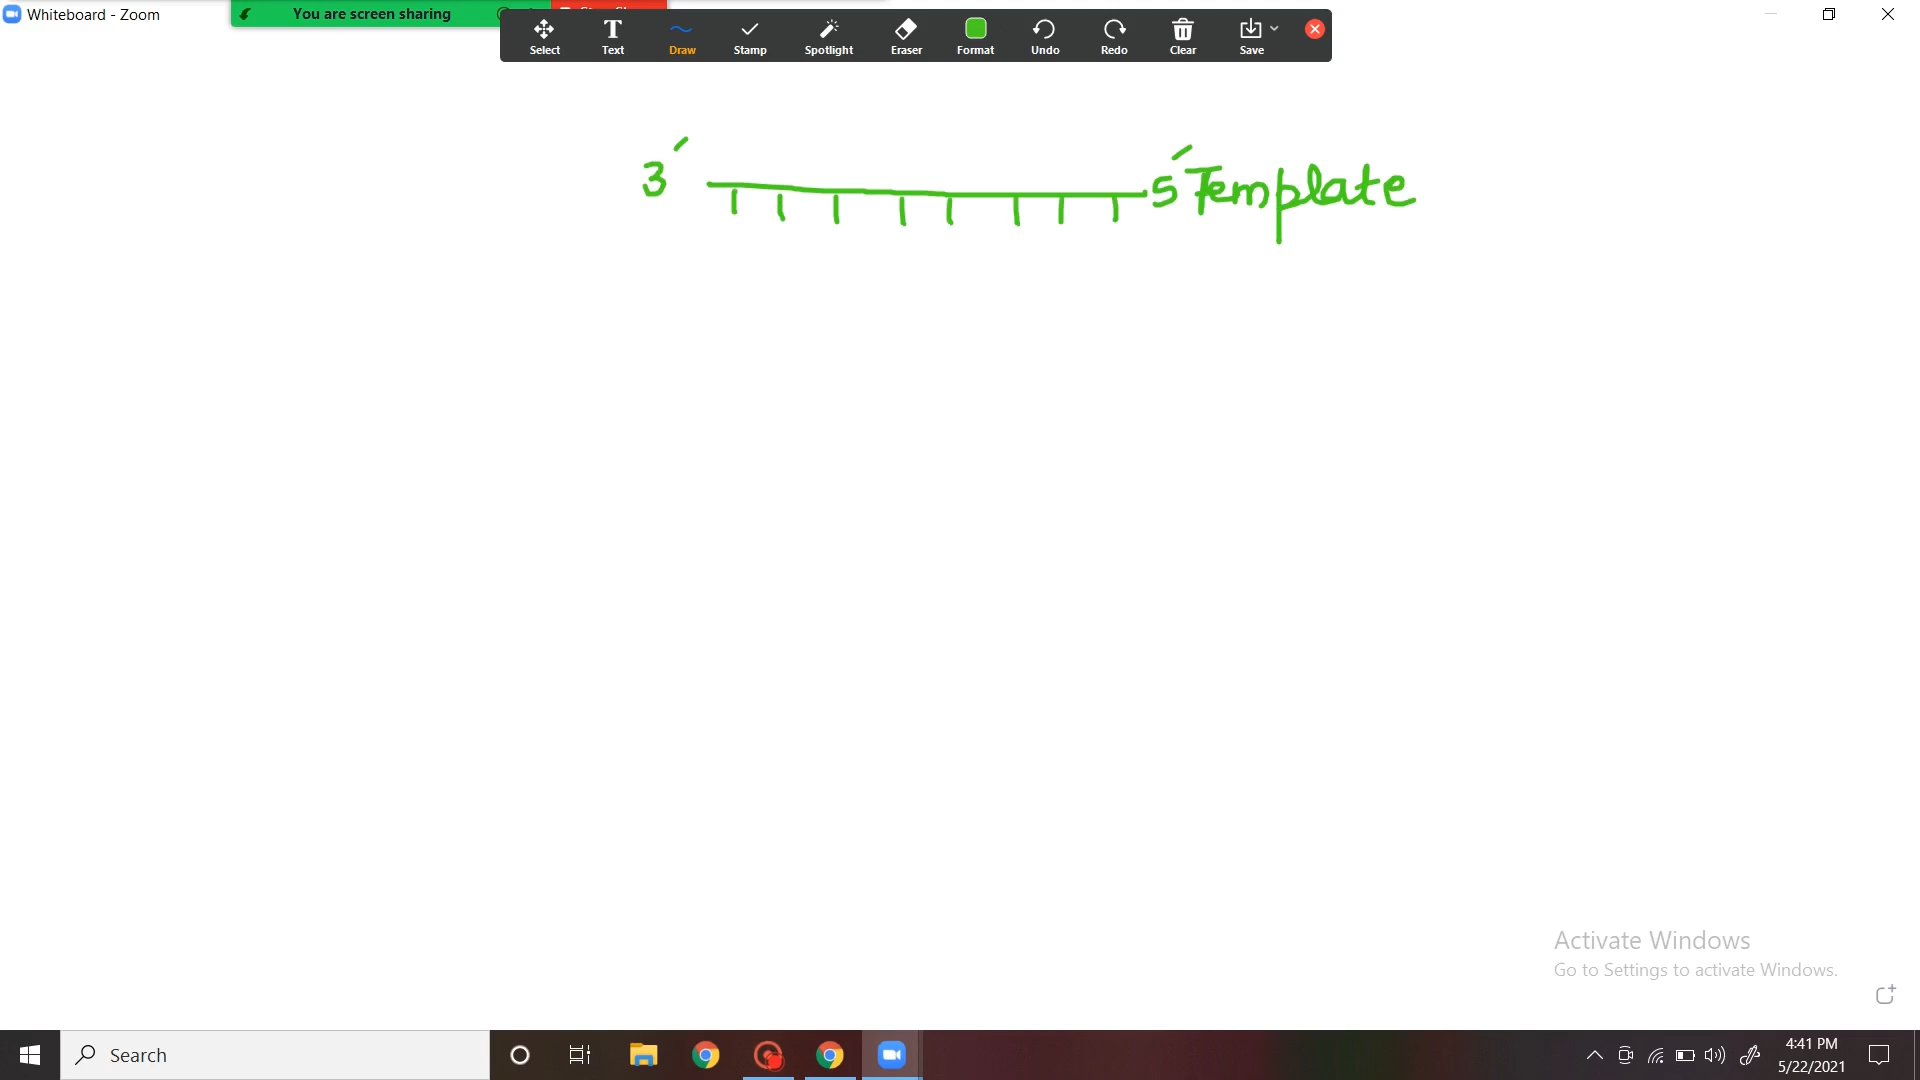 Whiteboard - Zoom
You are screen sharing
Select Text Draw Stamp Spotlight Eraser Format Undo Redo Clear Save
3´ 5´ Template
Activate Windows
Go to Settings to activate Windows.
Search
4:41 PM
5/22/2021